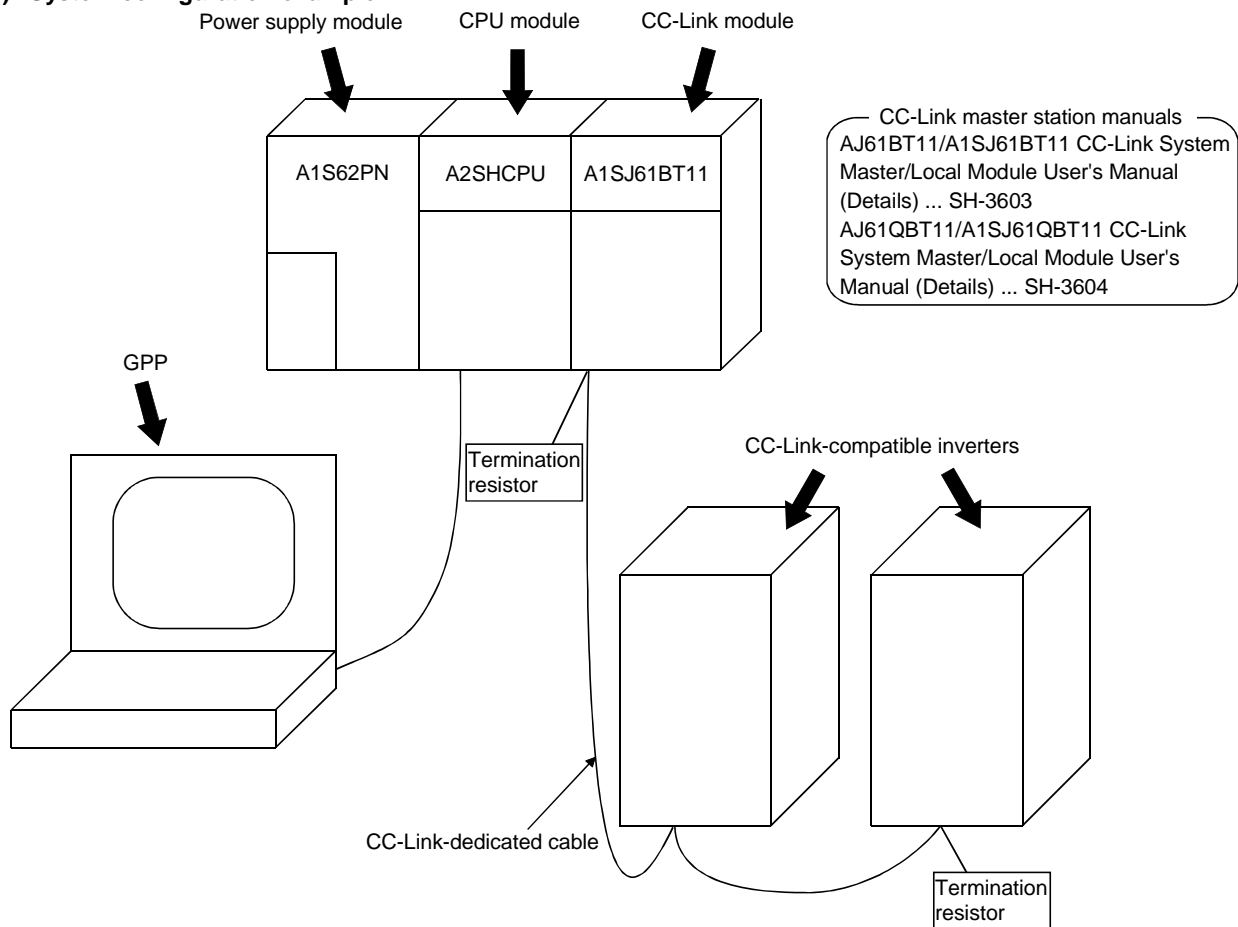 Power supply module
CPU module
CC-Link module
A1S62PN
A2SHCPU
A1SJ61BT11
CC-Link master station manuals
AJ61BT11/A1SJ61BT11 CC-Link System
Master/Local Module User's Manual
(Details) ... SH-3603
AJ61QBT11/A1SJ61QBT11 CC-Link
System Master/Local Module User's
Manual (Details) ... SH-3604
GPP
Termination
resistor
CC-Link-compatible inverters
CC-Link-dedicated cable
Termination
resistor